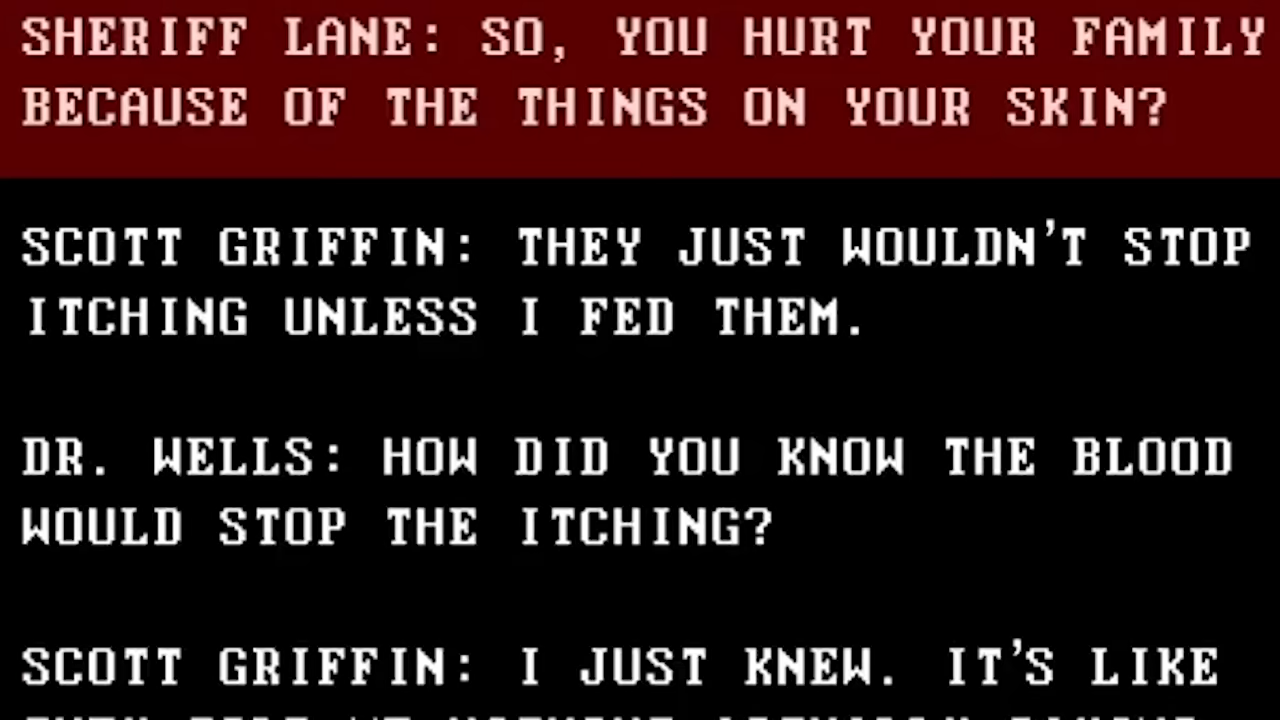 SHERIFF LANE: SO, YOU HURT YOUR FAMILY
BECAUSE OF THE THINGS ON YOUR SKIN?
SCOTT GRIFFIN: THEY JUST WOULDN'T STOP
ITCHING UNLESS I FED THEM.
DR. WELLS: HOW DID YOU KNOW THE BLOOD
WOULD STOP THE ITCHING?
SCOTT GRIFFIN: I JUST KNEW. IT'S LIKE